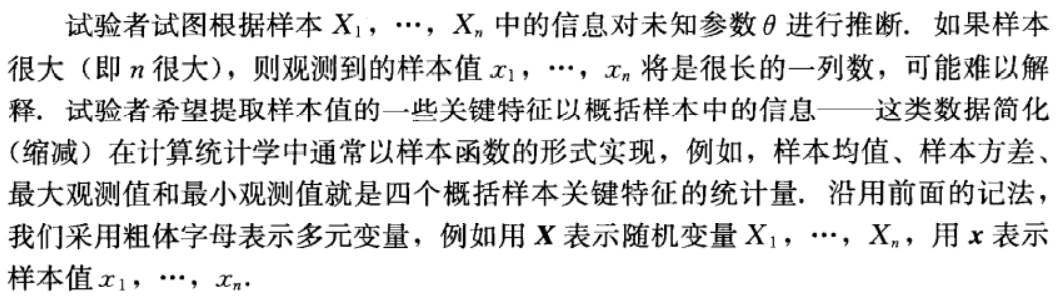 试验者试图根据样本 X₁, …, Xₙ 中的信息对未知参数 θ 进行推断. 如果样本
很大（即 n 很大），则观测到的样本值 x₁, …, xₙ 将是很长的一列数，可能难以解
释. 试验者希望提取样本值的一些关键特征以概括样本中的信息——这类数据简化
（缩减）在计算统计学中通常以样本函数的形式实现，例如，样本均值、样本方差、
最大观测值和最小观测值就是四个概括样本关键特征的统计量. 沿用前面的记法，
我们采用粗体字母表示多元变量，例如用 X 表示随机变量 X₁, …, Xₙ，用 x 表示
样本值 x₁, …, xₙ.